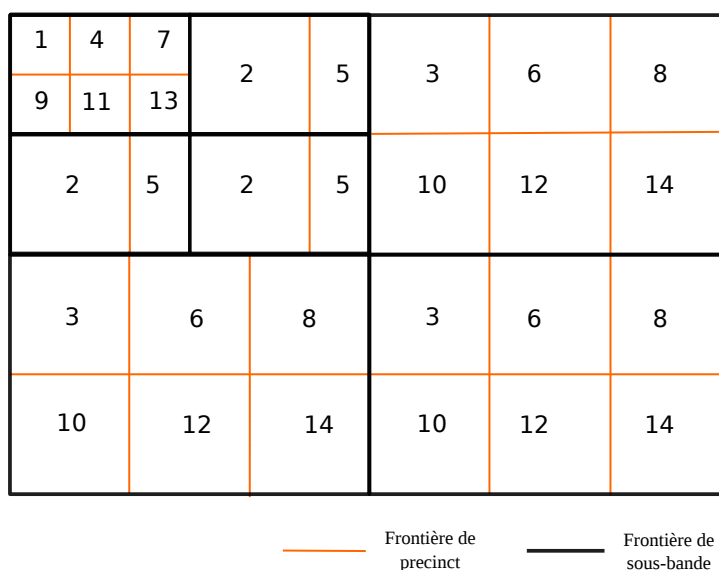 1 4 7 2 5 3 6 8
9 11 13
2 5 2 5 10 12 14
3 6 8 3 6 8
10 12 14 10 12 14
Frontière de precinct
Frontière de sous-bande